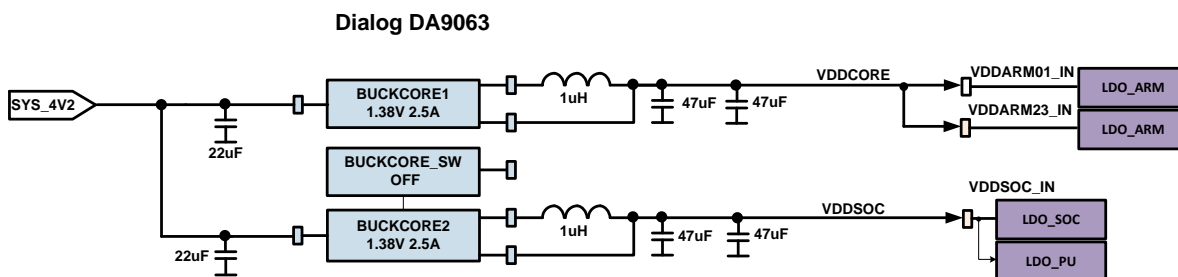 Dialog DA9063
SYS_4V2
22uF
BUCKCORE1
1.38V 2.5A
1uH
47uF
47uF
VDDCORE
VDDARM01_IN
LDO_ARM
VDDARM23_IN
LDO_ARM
BUCKCORE_SW
OFF
22uF
BUCKCORE2
1.38V 2.5A
1uH
47uF
47uF
VDDSOC
VDDSOC_IN
LDO_SOC
LDO_PU